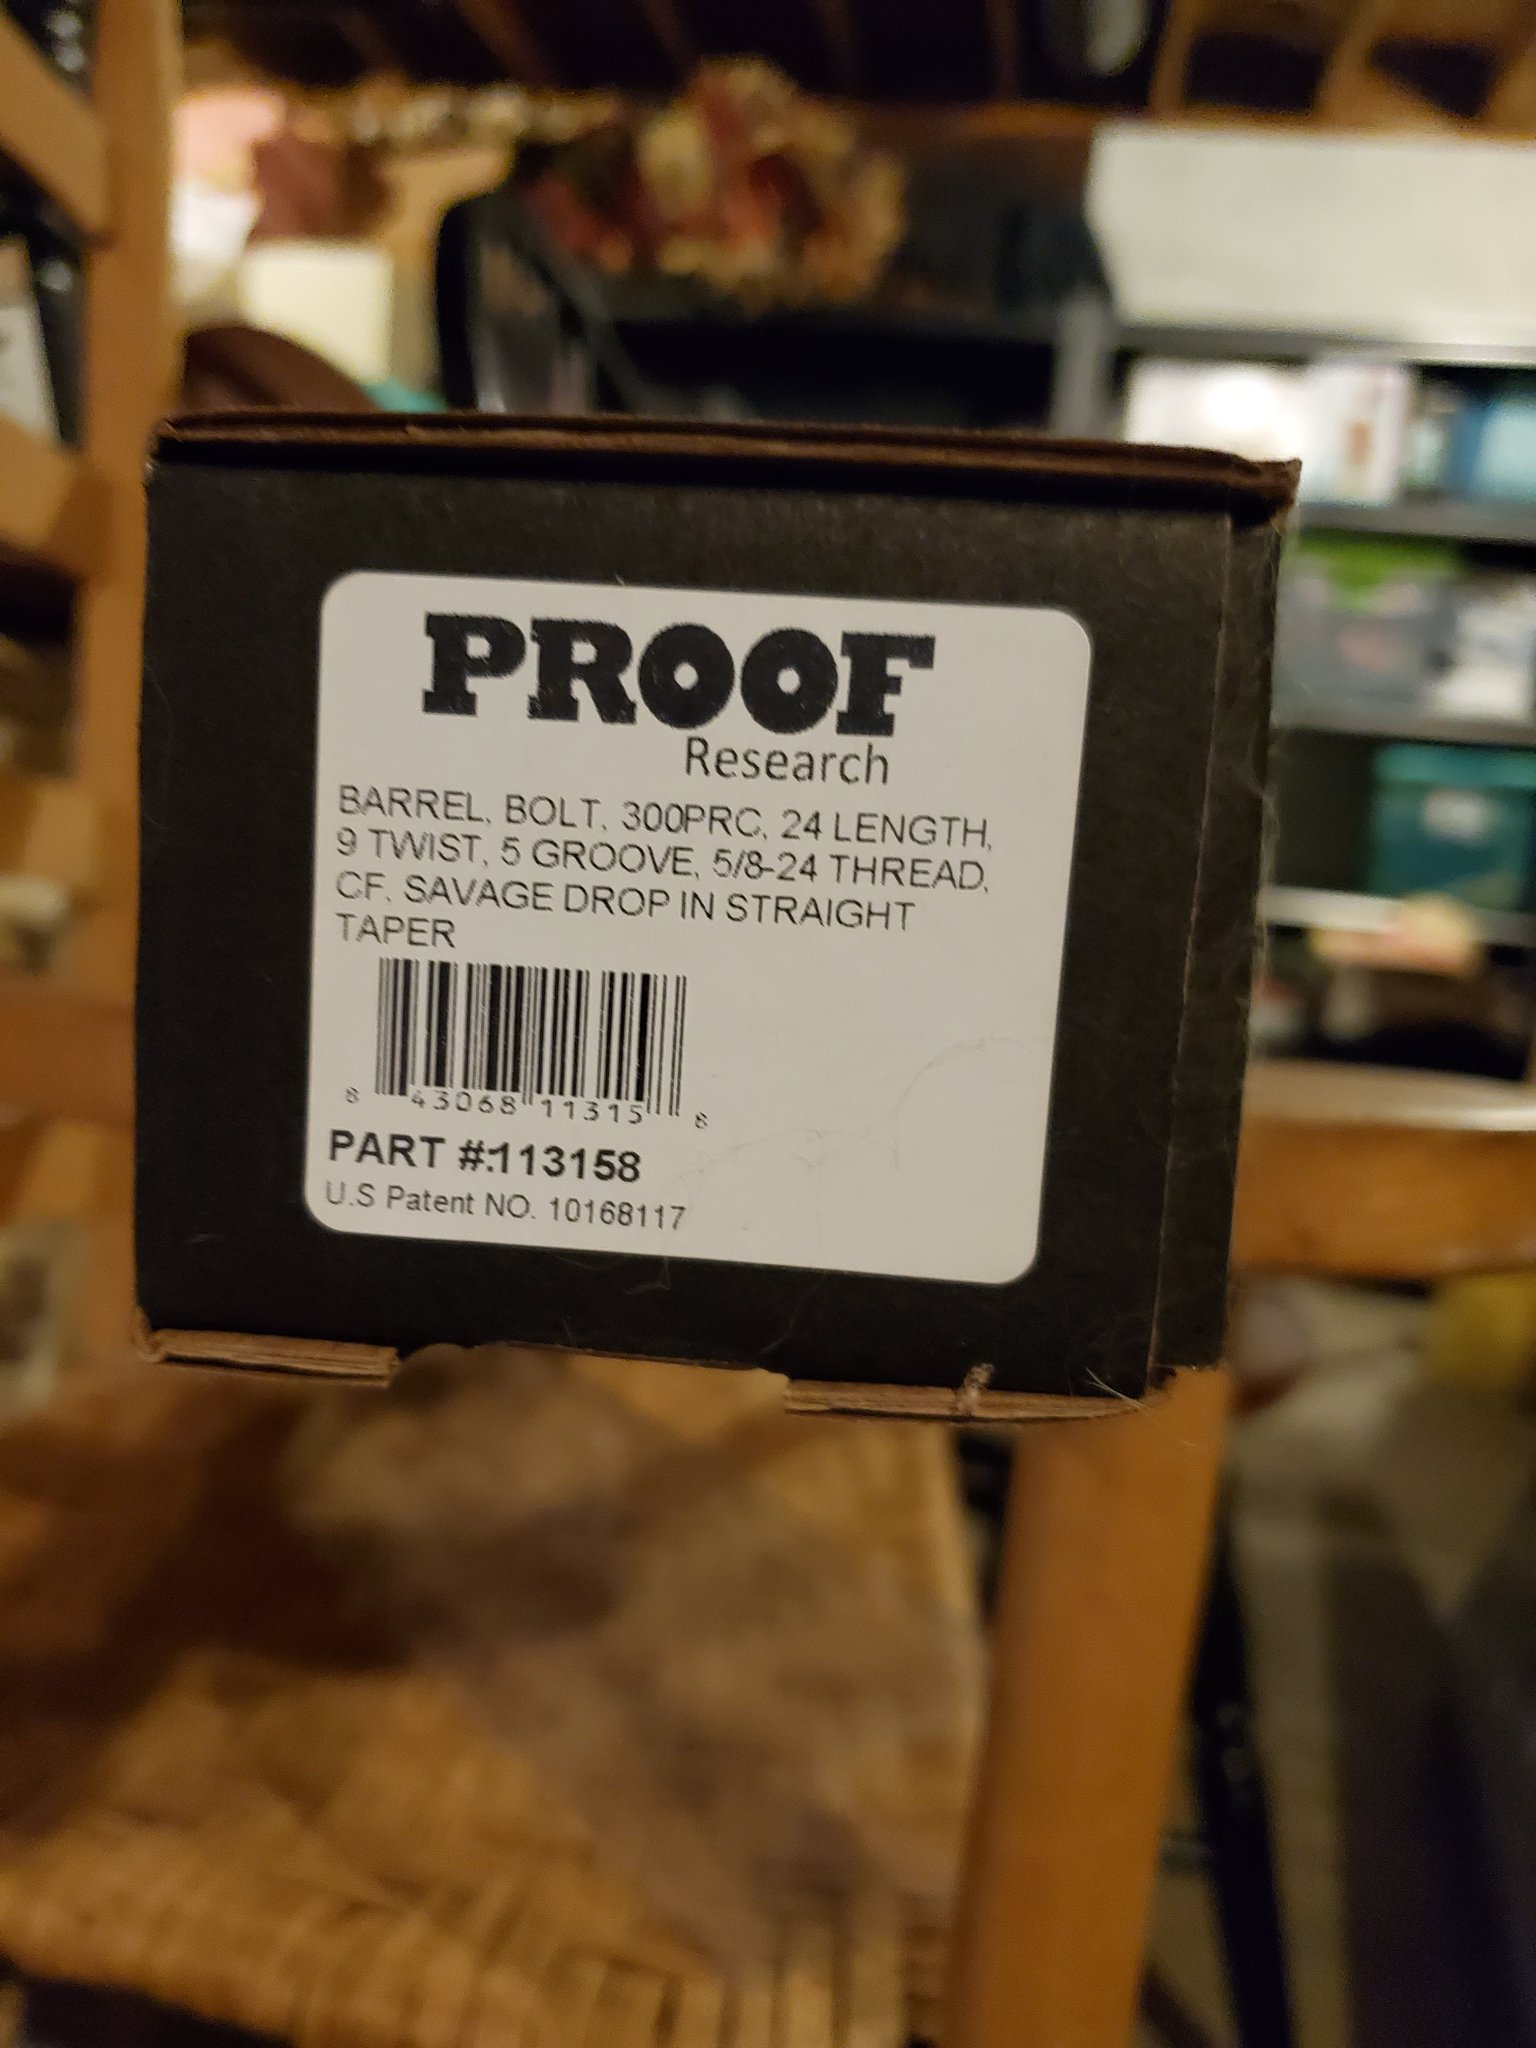 PROOF
Research
BARREL, BOLT, 300PRC, 24 LENGTH,
9 TWIST, 5 GROOVE, 5/8-24 THREAD,
CF, SAVAGE DROP IN STRAIGHT
TAPER
8 43068 11315 8
PART #:113158
U.S Patent NO. 10168117